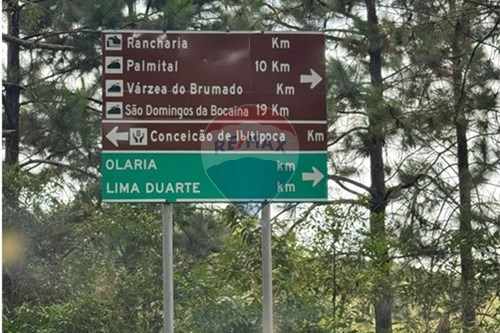 Rancharia Km
Palmital 10 Km
Várzea do Brumado Km
São Domingos da Bocaina 19 Km
Conceição de Ibitipoca Km
OLARIA km
LIMA DUARTE km
RE/MAX